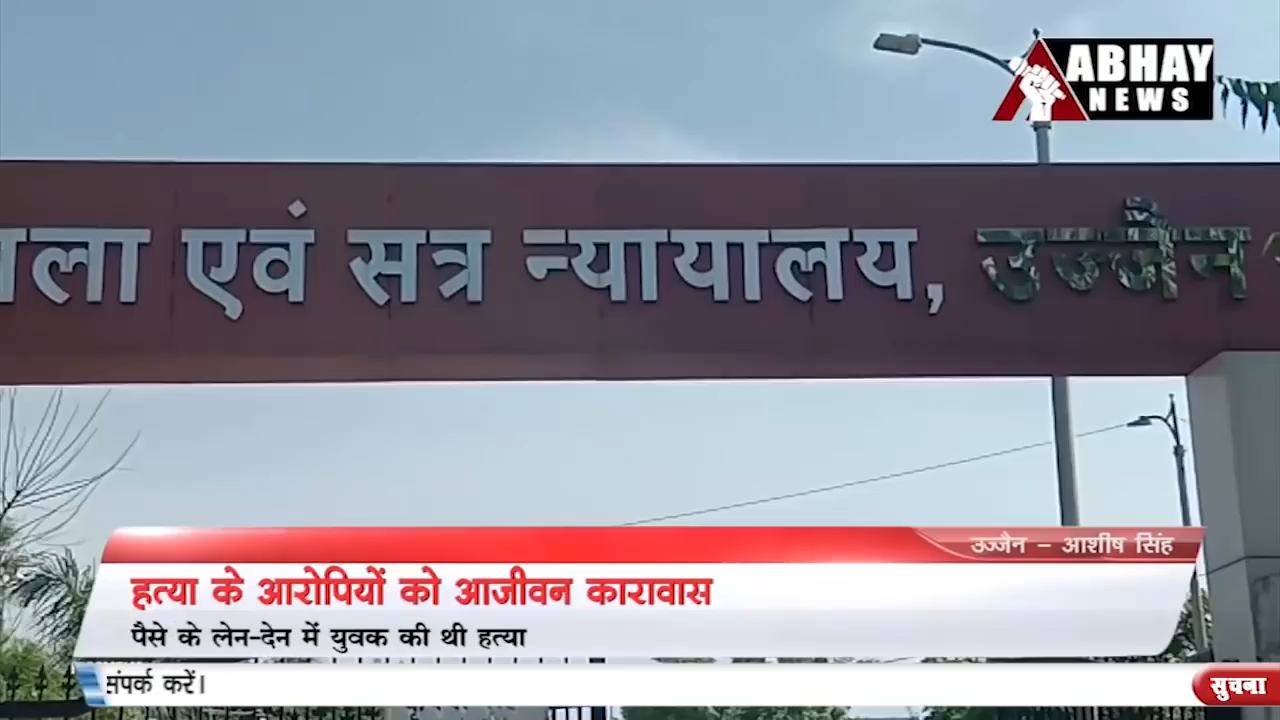 ABHAY
NEWS
ला एवं सत्र न्यायालय, उज्जैन
उज्जैन – आशीष सिंह
हत्या के आरोपियों को आजीवन कारावास
पैसे के लेन-देन में युवक की थी हत्या
संपर्क करें।
सुचना